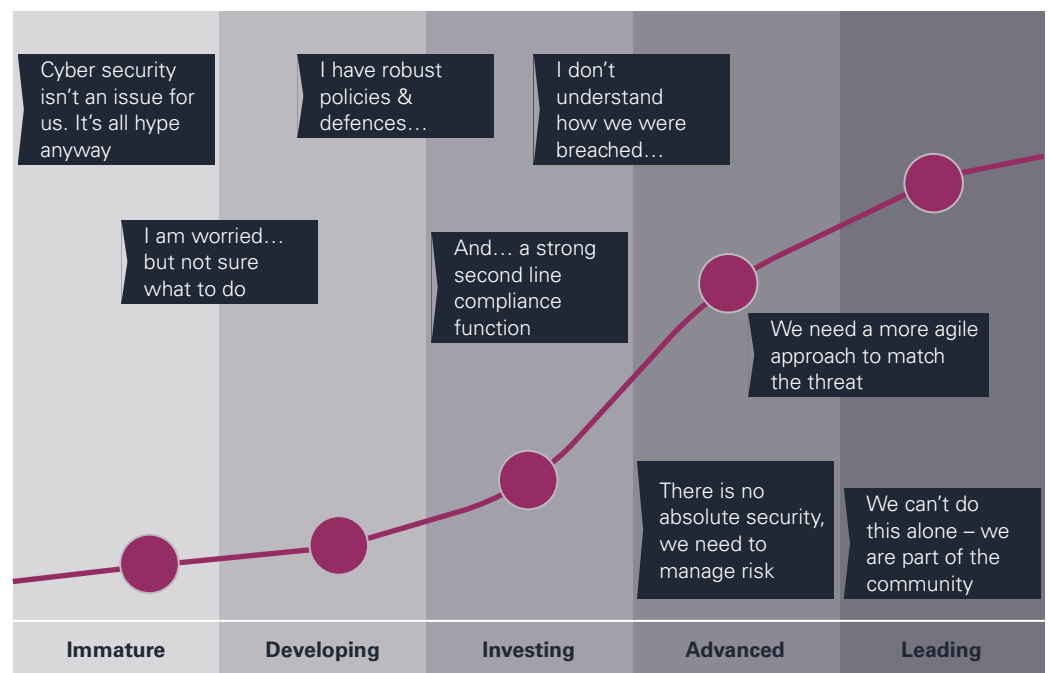 Cyber security
isn't an issue for
us. It's all hype
anyway
I am worried…
but not sure
what to do
I have robust
policies &
defences…
And… a strong
second line
compliance
function
I don't
understand
how we were
breached…
There is no
absolute security,
we need to
manage risk
We need a more agile
approach to match
the threat
We can't do
this alone – we
are part of the
community
Immature
Developing
Investing
Advanced
Leading